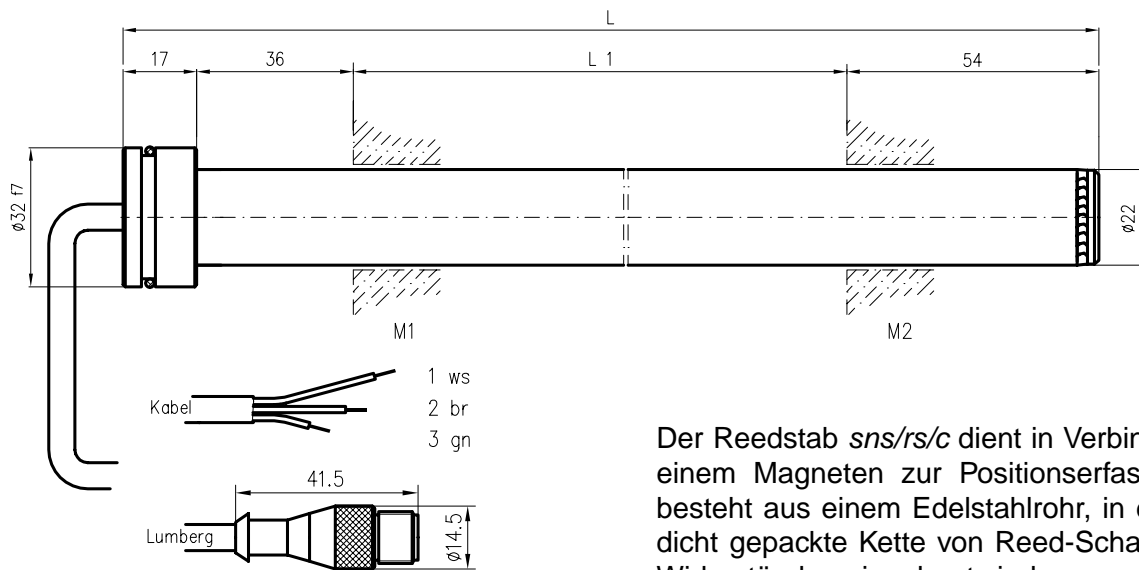 L
17 36 L 1 54
ø32 f7
ø22
M1 M2
1 ws
Kabel
2 br
3 gn
41.5
Lumberg
ø14.5
Der Reedstab sns/rs/c dient in Verbin
einem Magneten zur Positionserfas
besteht aus einem Edelstahlrohr, in
dicht gepackte Kette von Reed-Scha